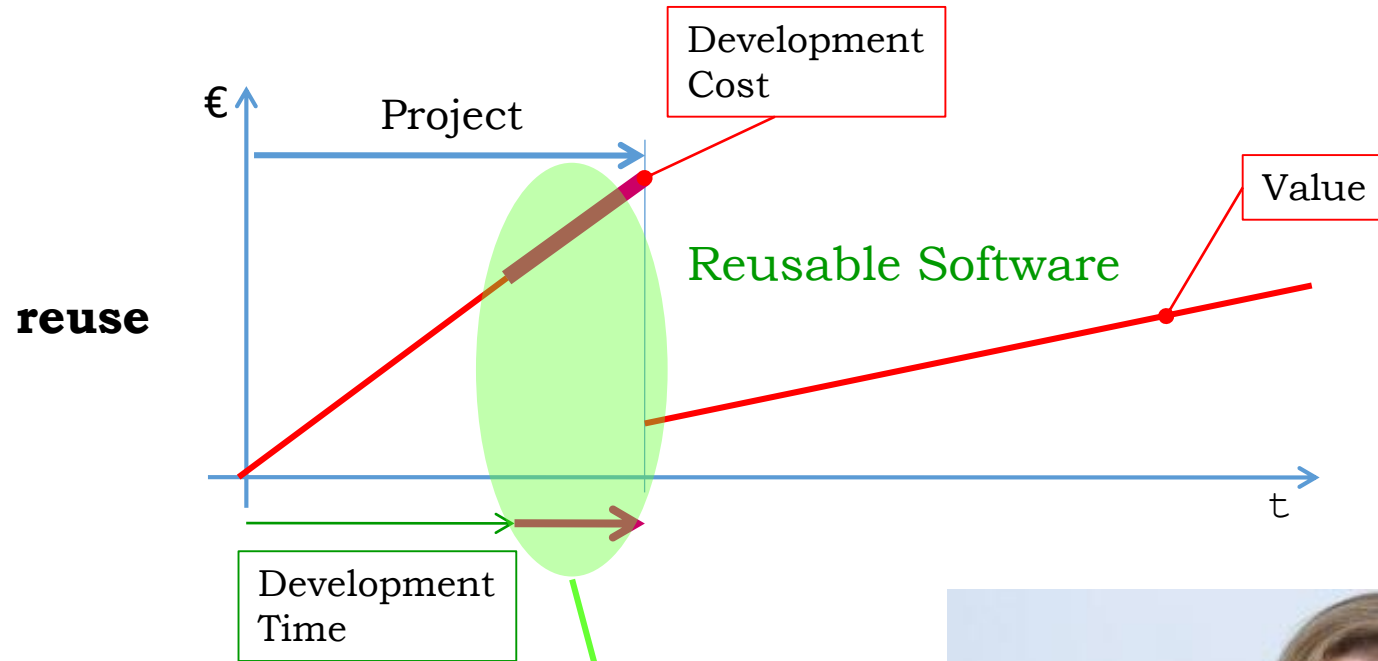 Development
Cost
€
Project
Value
Reusable Software
reuse
t
Development
Time